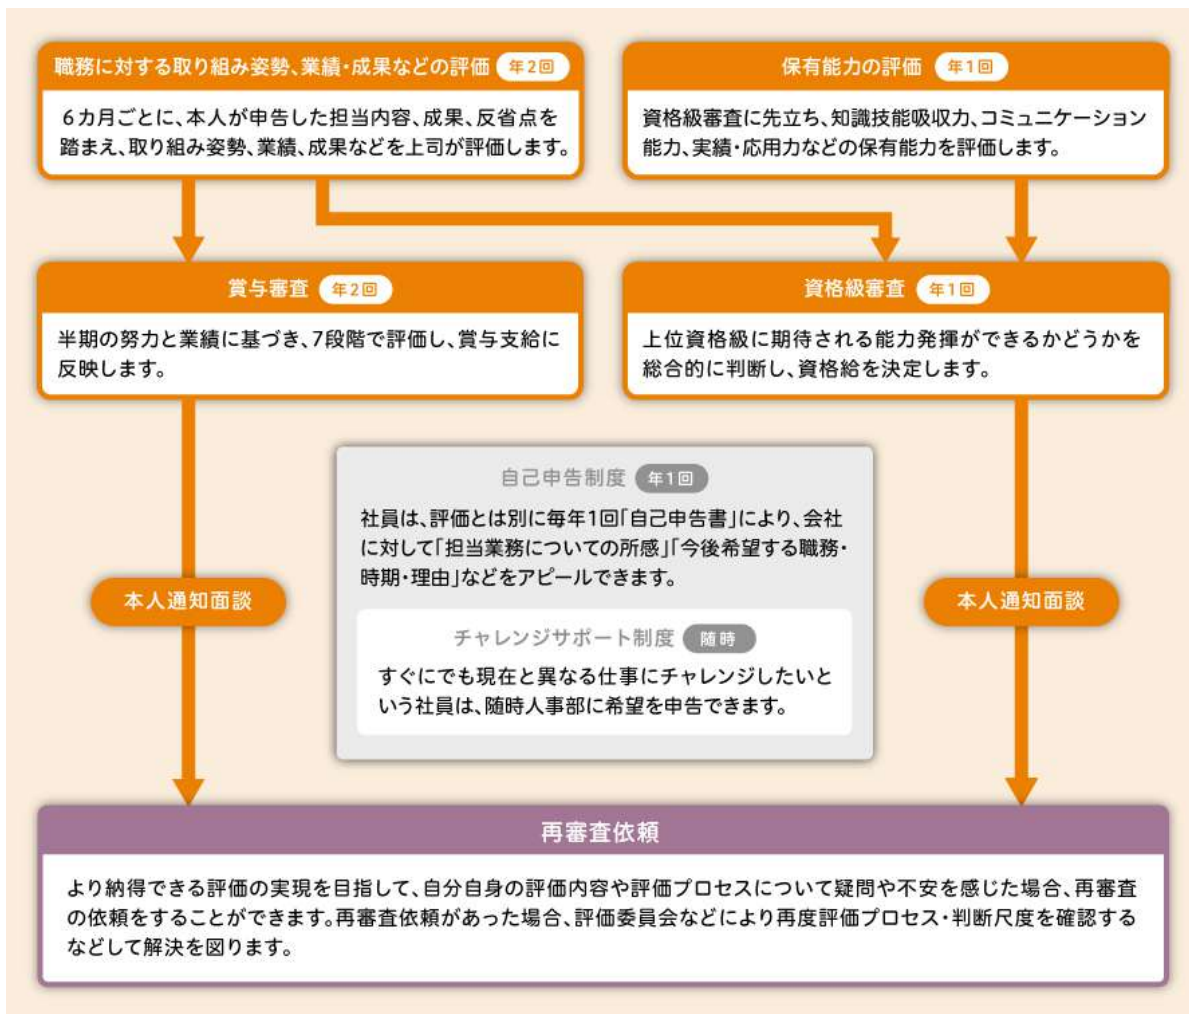 職務に対する取り組み姿勢、業績・成果などの評価 年2回
6カ月ごとに、本人が申告した担当内容、成果、反省点を
踏まえ、取り組み姿勢、業績、成果などを上司が評価します。
保有能力の評価 年1回
資格級審査に先立ち、知識技能吸収力、コミュニケーション
能力、実績・応用力などの保有能力を評価します。
賞与審査 年2回
半期の努力と業績に基づき、7段階で評価し、賞与支給に
反映します。
資格級審査 年1回
上位資格級に期待される能力発揮ができるかどうかを
総合的に判断し、資格給を決定します。
自己申告制度 年1回
社員は、評価とは別に毎年1回「自己申告書」により、会社
に対して「担当業務についての所感」「今後希望する職務・
時期・理由」などをアピールできます。
本人通知面談
本人通知面談
チャレンジサポート制度 随時
すぐにでも現在と異なる仕事にチャレンジしたいと
いう社員は、随時人事部に希望を申告できます。
再審査依頼
より納得できる評価の実現を目指して、自分自身の評価内容や評価プロセスについて疑問や不安を感じた場合、再審査
の依頼をすることができます。再審査依頼があった場合、評価委員会などにより再度評価プロセス・判断尺度を確認する
などして解決を図ります。